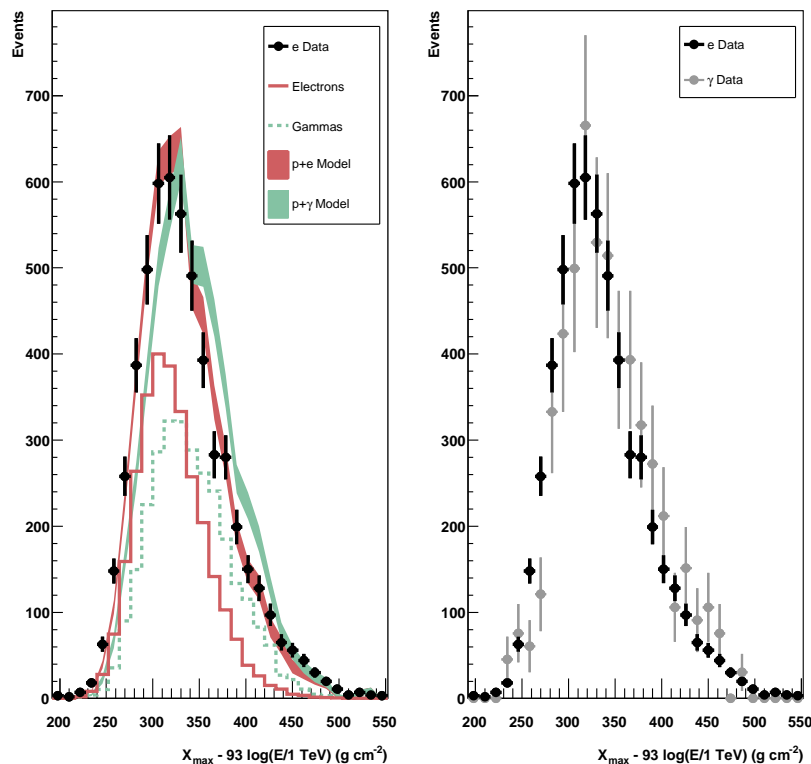 Events
e Data
Electrons
Gammas
p+e Model
p+γ Model
700
600
500
400
300
200
100
0
200 250 300 350 400 450 500 550
X_max - 93 log(E/1 TeV) (g cm⁻²)
Events
e Data
γ Data
700
600
500
400
300
200
100
0
200 250 300 350 400 450 500 550
X_max - 93 log(E/1 TeV) (g cm⁻²)